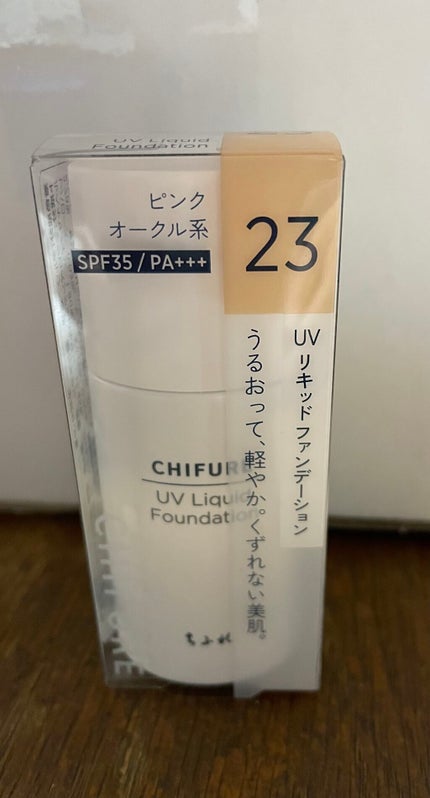 UV Liquid
Foundation
ピンク
オークル系
SPF35 / PA+++
23
UV リキッド ファンデーション
うるおって、軽やか。くずれない美肌。
CHIFURE
UV Liquid
Foundation
ちふれ
CHIFURE